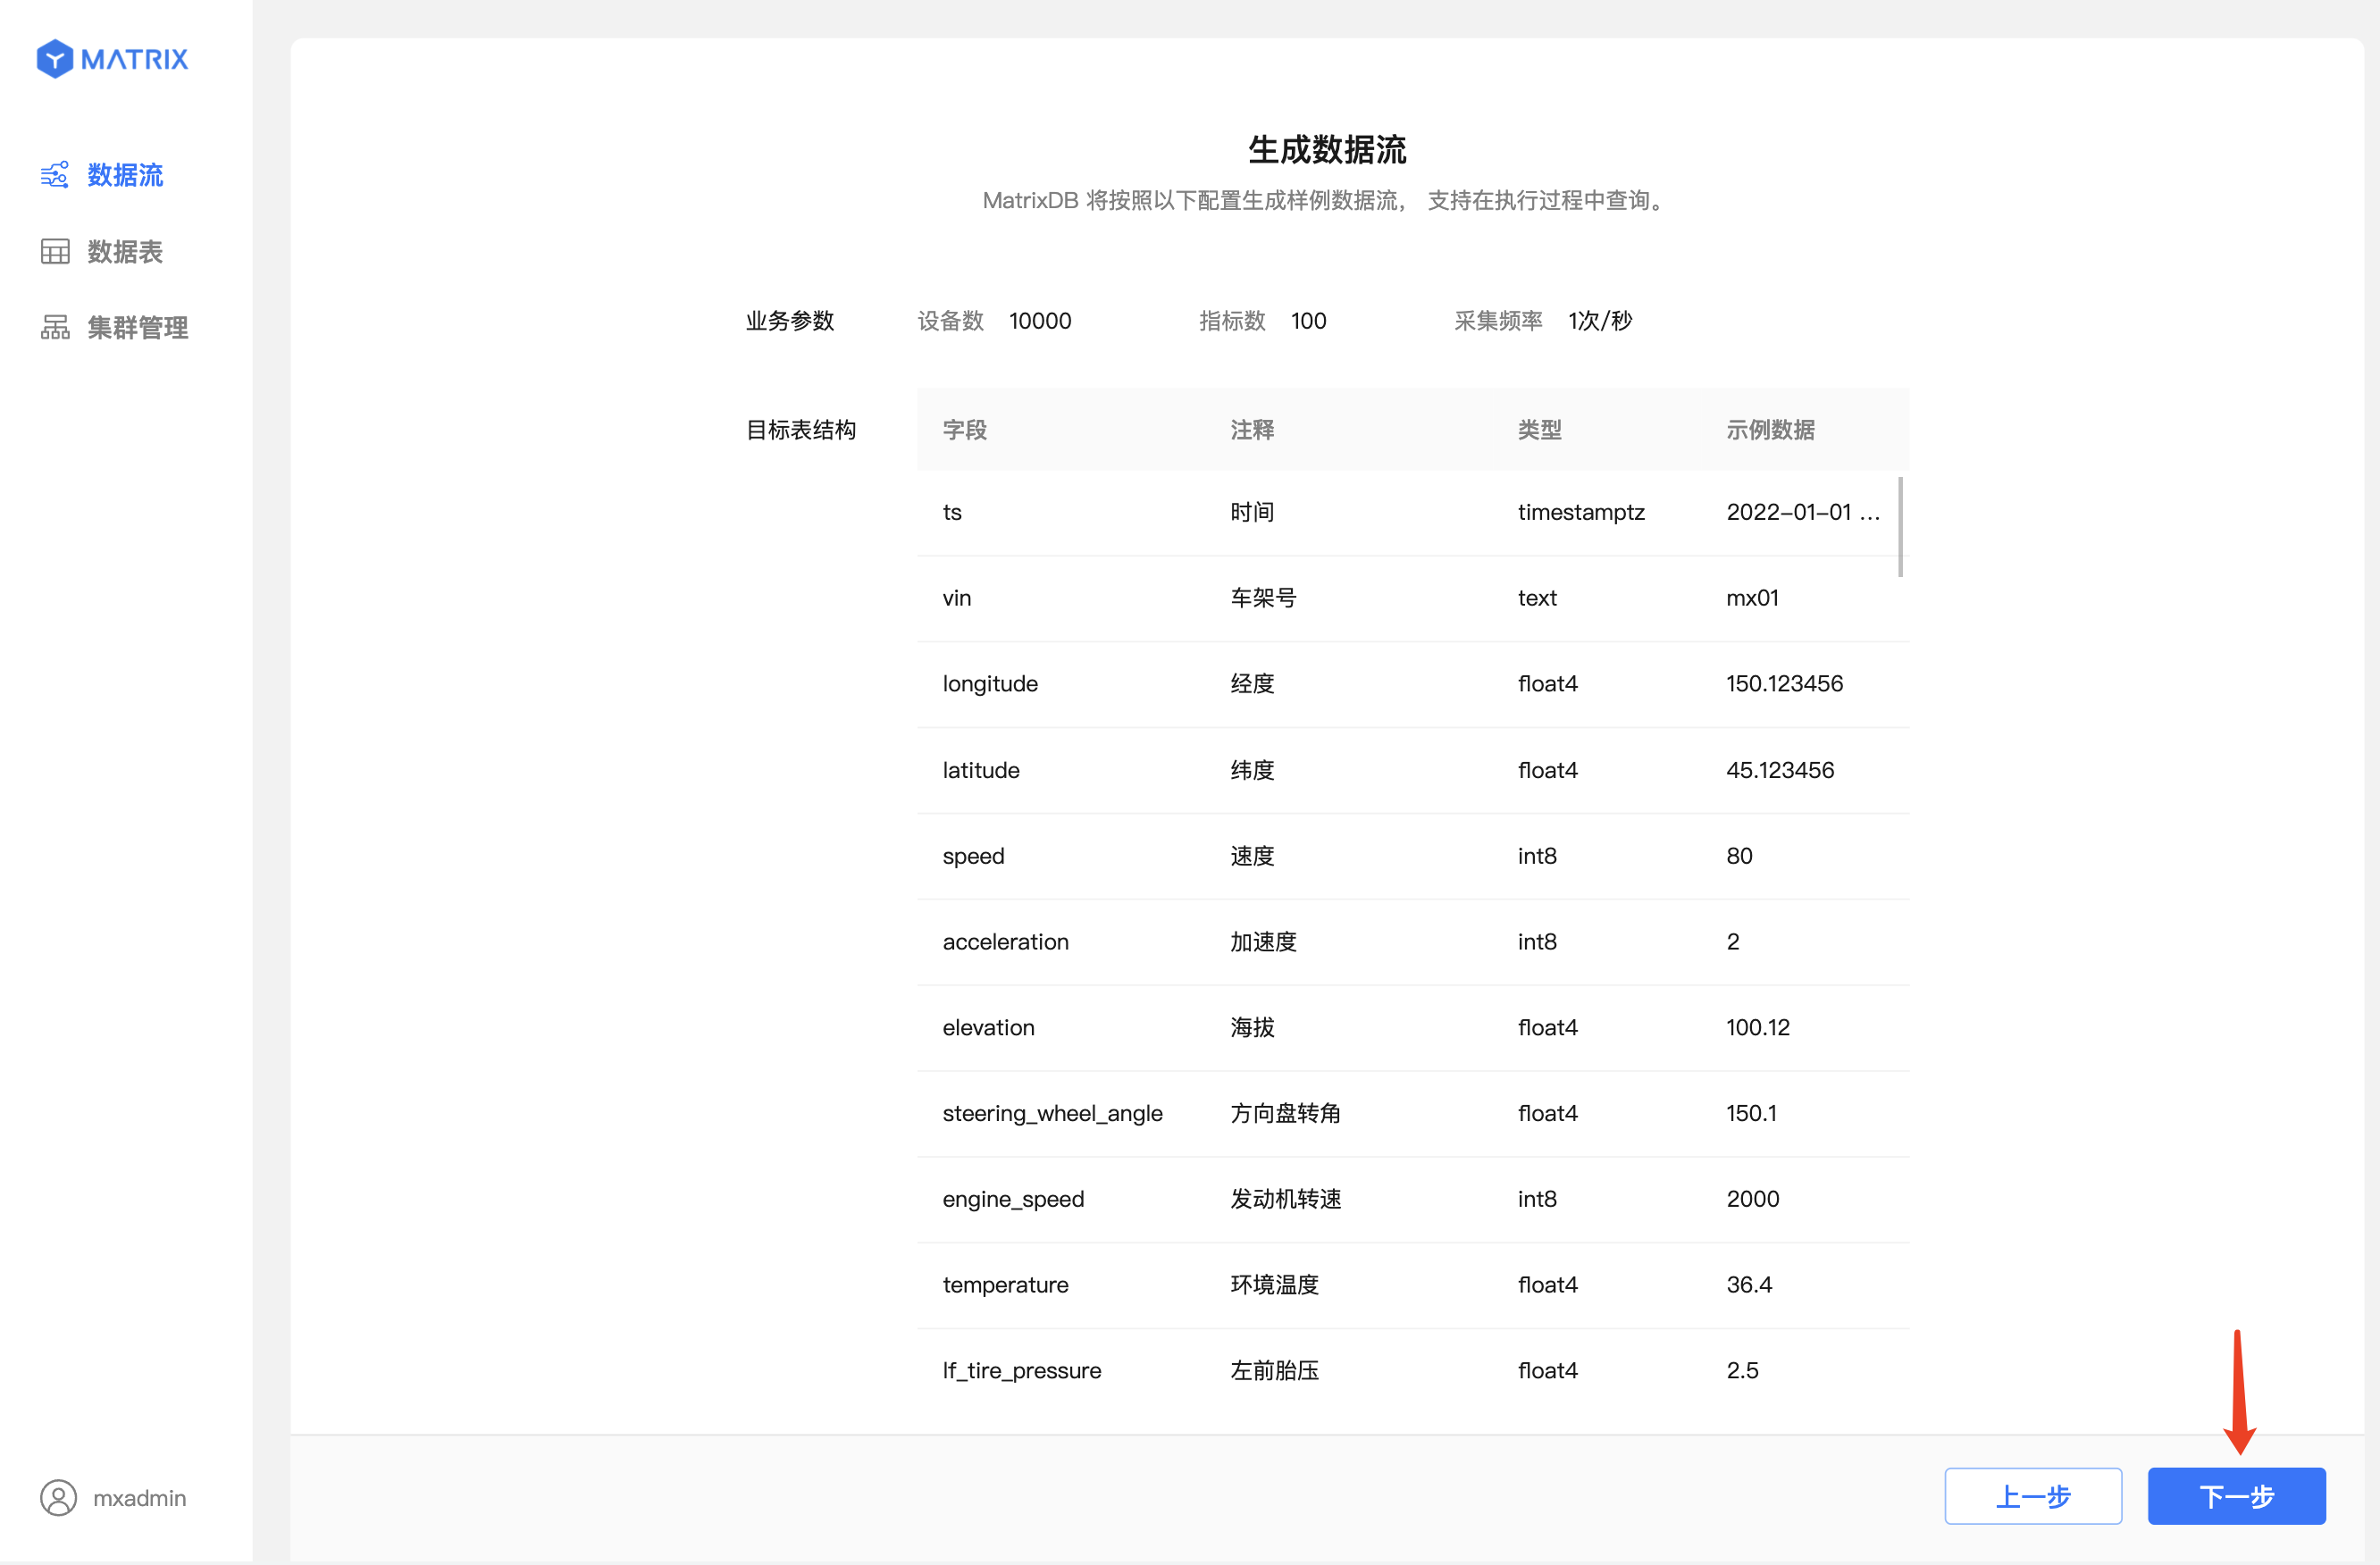 MATRIX
数据流
数据表
集群管理
生成数据流
MatrixDB 将按照以下配置生成样例数据流， 支持在执行过程中查询。
业务参数 设备数 10000 指标数 100 采集频率 1次/秒
目标表结构 字段 注释 类型 示例数据
ts 时间 timestamptz 2022-01-01 ...
vin 车架号 text mx01
longitude 经度 float4 150.123456
latitude 纬度 float4 45.123456
speed 速度 int8 80
acceleration 加速度 int8 2
elevation 海拔 float4 100.12
steering_wheel_angle 方向盘转角 float4 150.1
engine_speed 发动机转速 int8 2000
temperature 环境温度 float4 36.4
lf_tire_pressure 左前胎压 float4 2.5
上一步 下一步
mxadmin